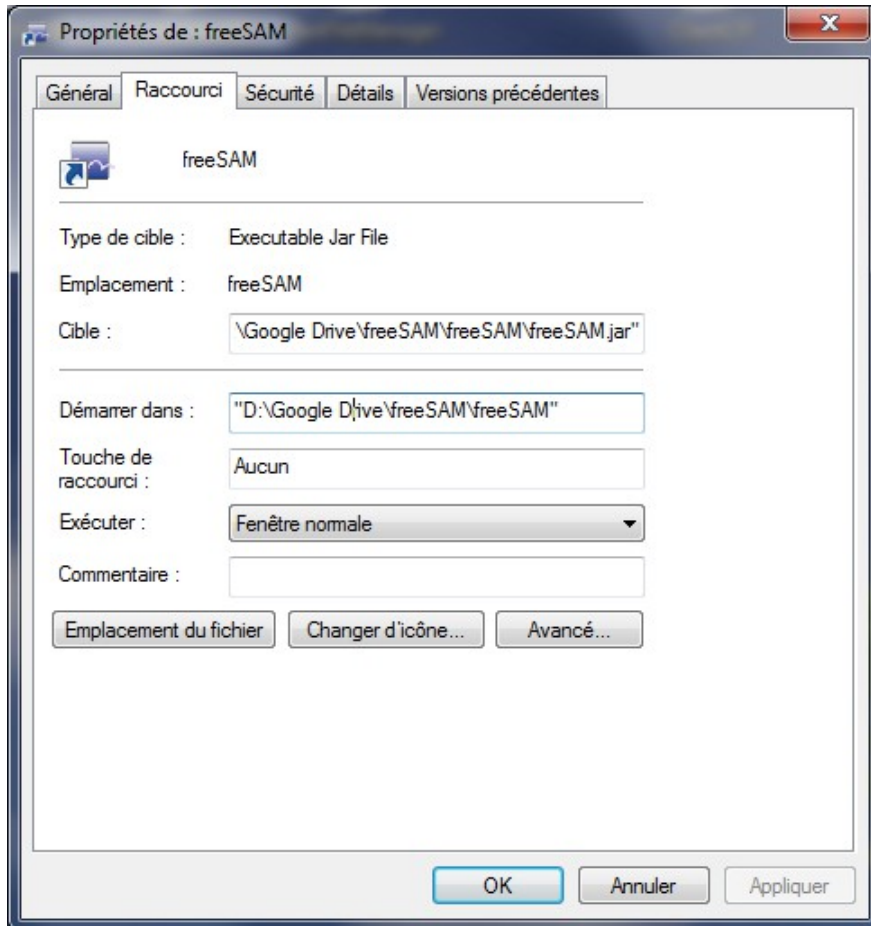 Propriétés de : freeSAM
Général Raccourci Sécurité Détails Versions précédentes
freeSAM
Type de cible : Executable Jar File
Emplacement : freeSAM
Cible : \Google Drive\freeSAM\freeSAM\freeSAM.jar"
Démarrer dans : "D:\Google Drive\freeSAM\freeSAM"
Touche de
raccourci : Aucun
Exécuter : Fenêtre normale
Commentaire :
Emplacement du fichier Changer d'icône... Avancé...
OK Annuler Appliquer